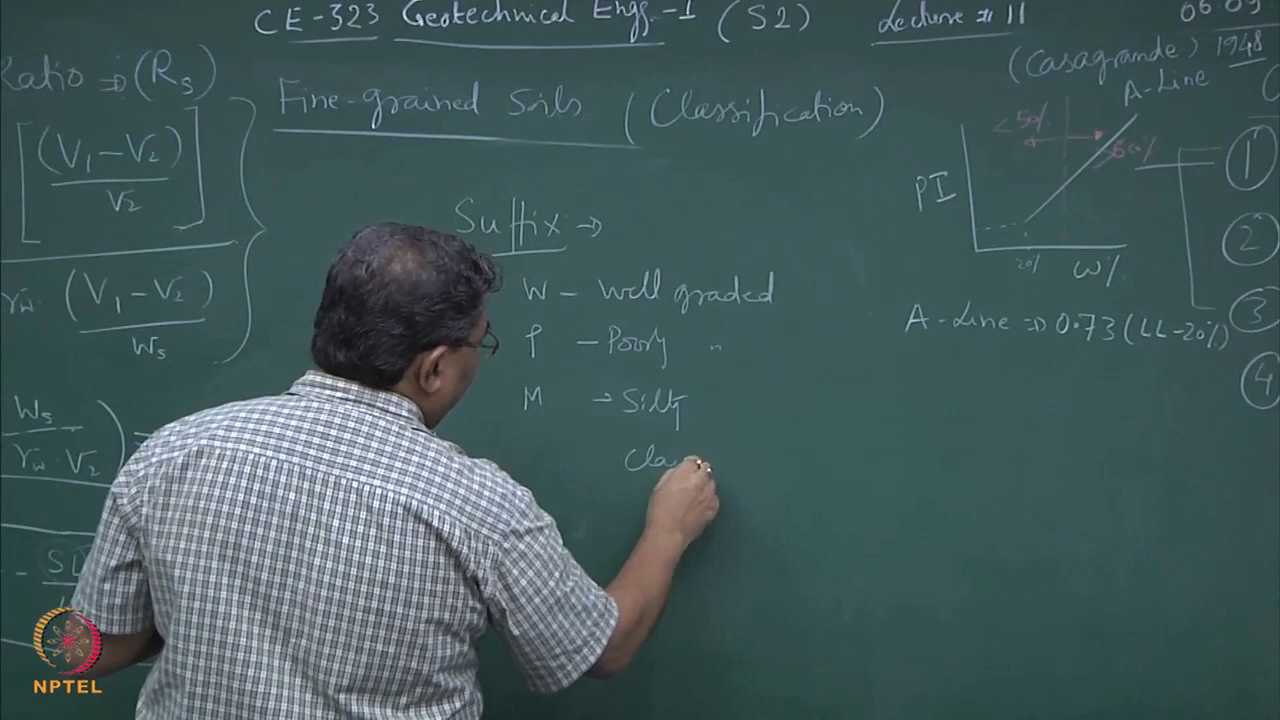 CE-323 Geotechnical Engg.-I (S2) Lecture # 11 06.09
Ratio ⇒ (Rs)
[(V1 - V2) / V2]
(V1 - V2) / Ws
Ws
γw · V2
Fine-grained Soils (Classification)
Suffix →
W – Well graded
P – Poorly "
M → Silty
Clay
(Casagrande) 1948
A-Line
<50%
>50%
PI
20%
W%
A-Line ⇒ 0.73 (LL-20%)
1
2
3
4
NPTEL